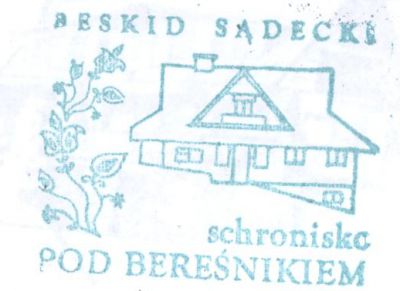 BESKID SĄDECKI
schronisko
POD BEREŚNIKIEM